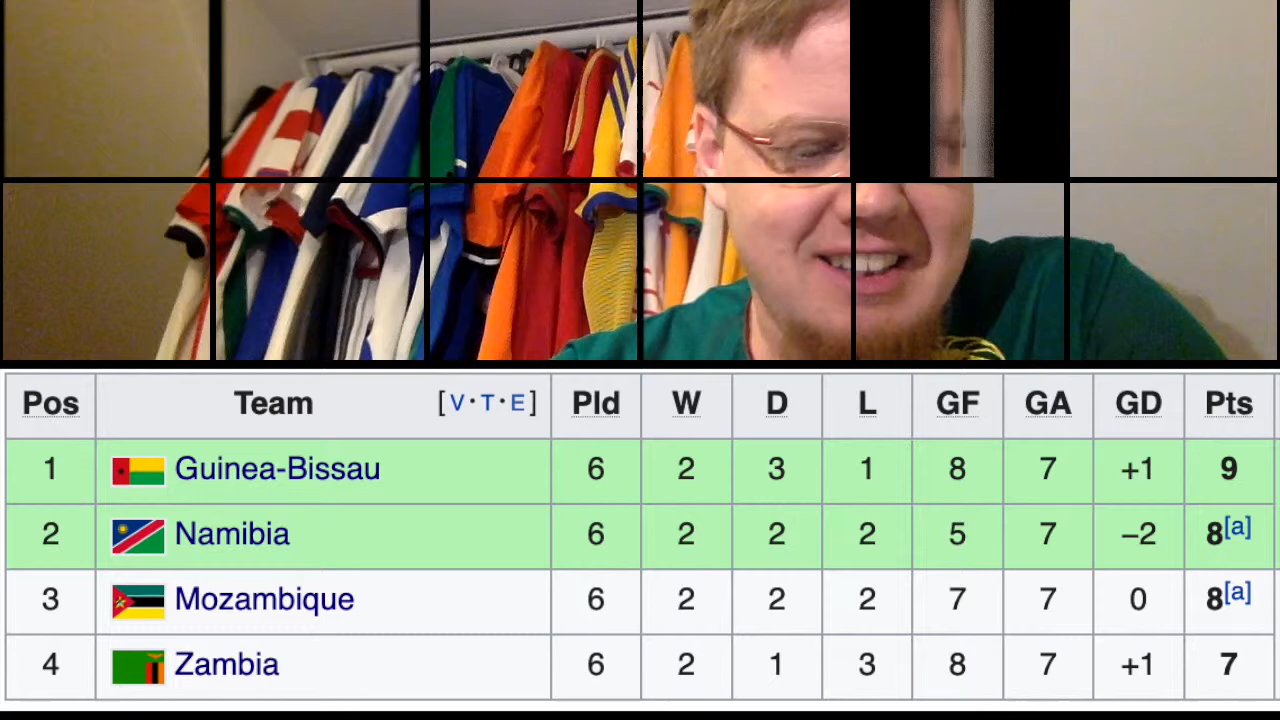 Pos Team [V·T·E] Pld W D L GF GA GD Pts
1 Guinea-Bissau 6 2 3 1 8 7 +1 9
2 Namibia 6 2 2 2 5 7 −2 8[a]
3 Mozambique 6 2 2 2 7 7 0 8[a]
4 Zambia 6 2 1 3 8 7 +1 7